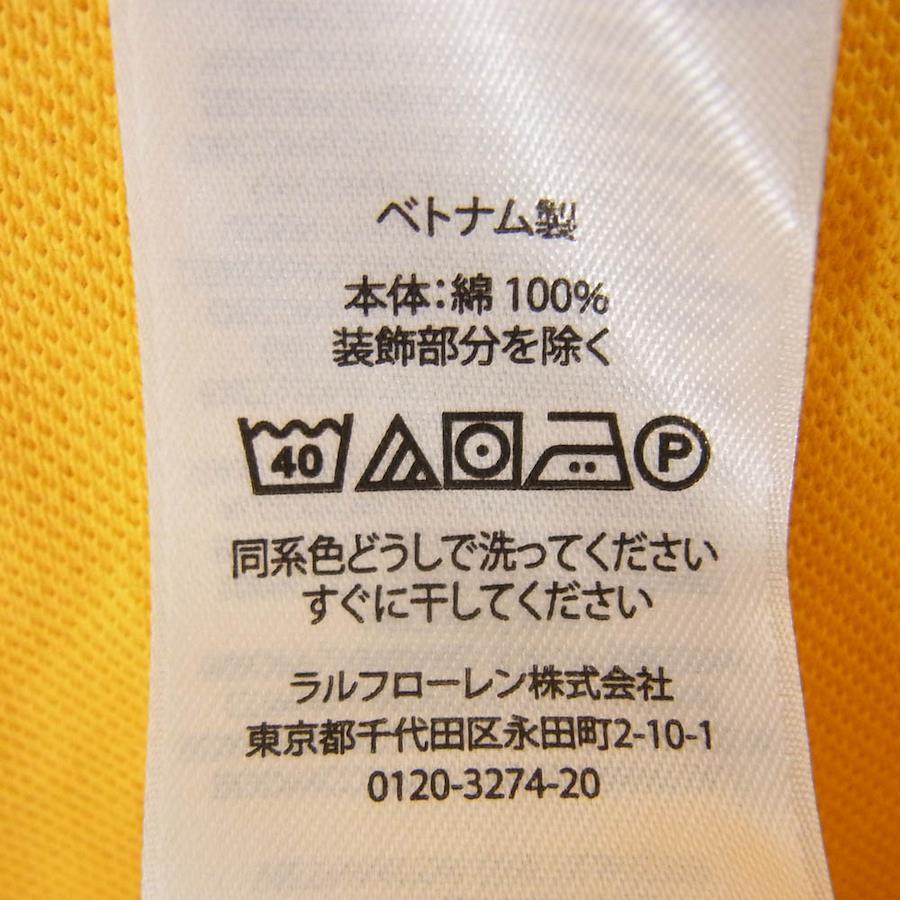 ベトナム製
本体:綿 100%
装飾部分を除く
40 P
同系色どうしで洗ってください
すぐに干してください
ラルフローレン株式会社
東京都千代田区永田町2-10-1
0120-3274-20